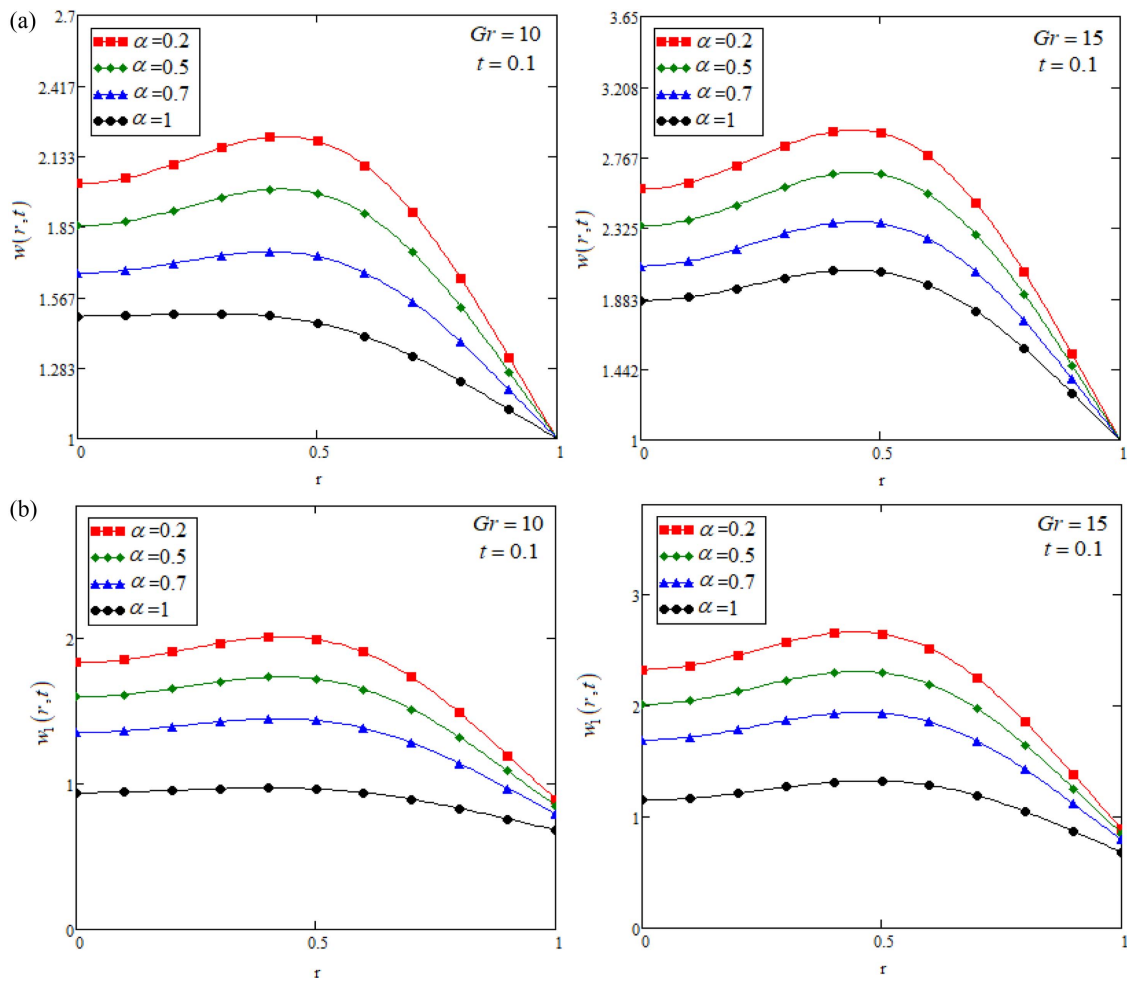 (a)
2.7
2.417
2.133
1.85
1.567
1.283
1
w(r,t)
α=0.2
α=0.5
α=0.7
α=1
Gr = 10
t = 0.1
0
0.5
1
r
3.65
3.208
2.767
2.325
1.883
1.442
1
w(r,t)
α=0.2
α=0.5
α=0.7
α=1
Gr = 15
t = 0.1
0
0.5
1
r
(b)
2
1
0
w1(r,t)
α=0.2
α=0.5
α=0.7
α=1
Gr = 10
t = 0.1
0
0.5
1
r
3
2
1
0
w1(r,t)
α=0.2
α=0.5
α=0.7
α=1
Gr = 15
t = 0.1
0
0.5
1
r